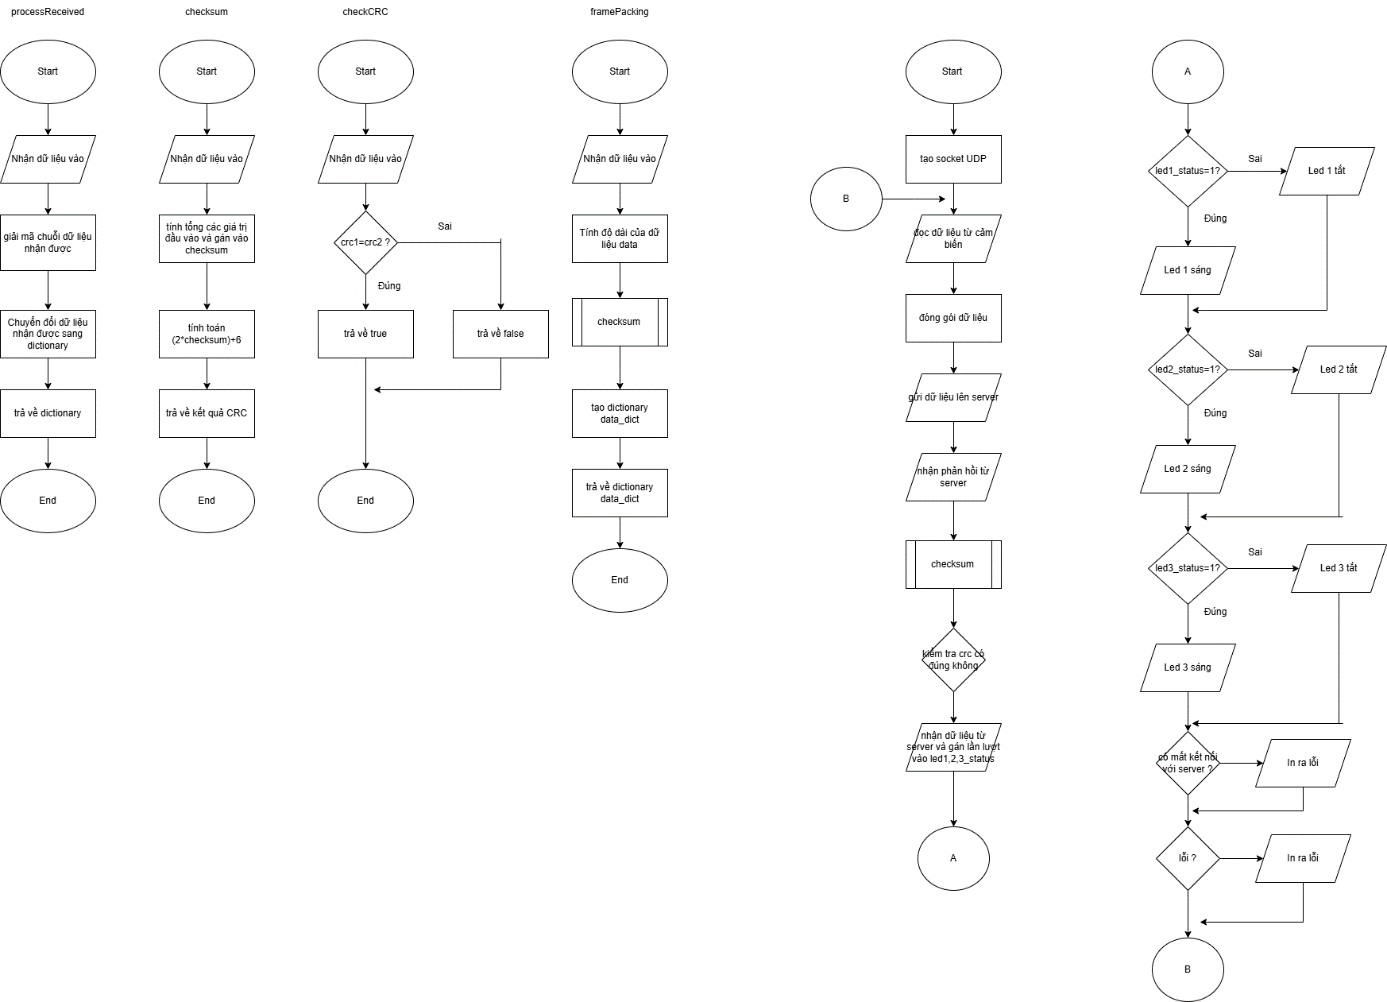 processReceived
Start
Nhận dữ liệu vào
giải mã chuỗi dữ liệu
nhận được
Chuyển đổi dữ liệu
nhận được sang
dictionary
trả về dictionary
End
checksum
Start
Nhận dữ liệu vào
tính tổng các giá trị
đầu vào và gán vào
checksum
tính toán
(2*checksum)+6
trả về kết quả CRC
End
checkCRC
Start
Nhận dữ liệu vào
crc1=crc2 ?
Sai
Đúng
trả về true
trả về false
End
framePacking
Start
Nhận dữ liệu vào
Tính độ dài của dữ
liệu data
checksum
tạo dictionary
data_dict
trả về dictionary
data_dict
End
Start
tạo socket UDP
B
đọc dữ liệu từ cảm
biến
đóng gói dữ liệu
gửi dữ liệu lên server
nhận phản hồi từ
server
checksum
kiểm tra crc có
đúng không
nhận dữ liệu từ
server và gán lần lượt
vào led1,2,3_status
A
A
led1_status=1?
Sai
Led 1 tắt
Đúng
Led 1 sáng
led2_status=1?
Sai
Led 2 tắt
Đúng
Led 2 sáng
led3_status=1?
Sai
Led 3 tắt
Đúng
Led 3 sáng
có mất kết nối
với server ?
In ra lỗi
lỗi ?
In ra lỗi
B